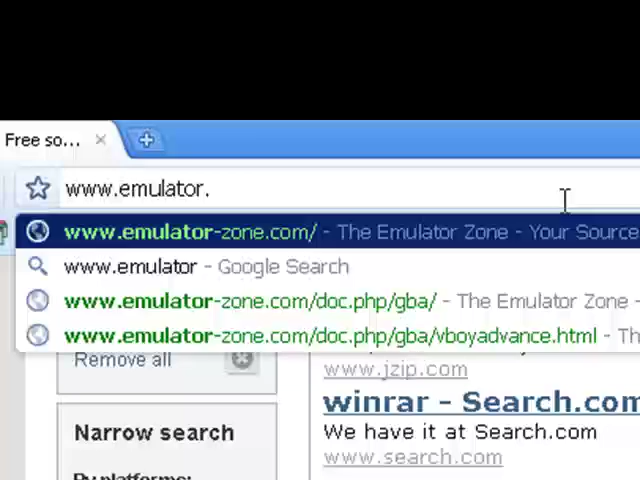 Free so...
www.emulator.
www.emulator-zone.com/ - The Emulator Zone - Your Source
www.emulator - Google Search
www.emulator-zone.com/doc.php/gba/ - The Emulator Zone -
www.emulator-zone.com/doc.php/gba/vboyadvance.html - Th
Remove all
www.jzip.com
winrar - Search.com
Narrow search
We have it at Search.com
www.search.com
By platforms: